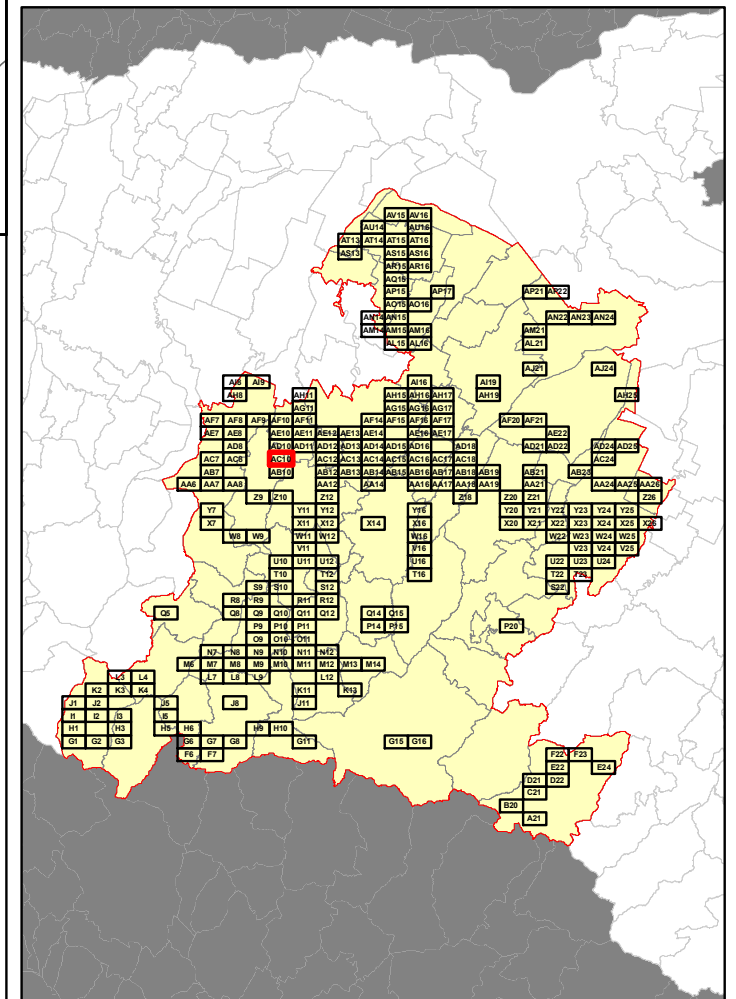 AV15 AV16
AU14 AU16
AT13 AT14 AT15 AT16
AS13 AS15 AS16
AR15 AR16
AQ15
AP15 AP17 AP21 AP22
AO15 AO16
AN14 AN15 AN22 AN23 AN24
AM14 AM15 AM16 AM21
AL15 AL16 AL21
AJ21 AJ24
AI8 AI9 AI16 AI19
AH8 AH11 AH15 AH16 AH17 AH19 AH25
AG11 AG15 AG16 AG17
AF7 AF8 AF9 AF10 AF11 AF14 AF15 AF16 AF17 AF20 AF21
AE7 AE8 AE10 AE11 AE12 AE13 AE14 AE16 AE17 AE22
AD8 AD10 AD11 AD12 AD13 AD14 AD15 AD16 AD18 AD21 AD22 AD24 AD25
AC7 AC8 AC10 AC12 AC13 AC14 AC15 AC16 AC17 AC18 AC24
AB7 AB10 AB12 AB13 AB14 AB15 AB16 AB17 AB18 AB19 AB21 AB23
AA6 AA7 AA8 AA12 AA14 AA16 AA17 AA18 AA19 AA21 AA24 AA25 AA26
Z9 Z10 Z12 Z18 Z20 Z21 Z26
Y7 Y11 Y12 Y16 Y20 Y21 Y22 Y23 Y24 Y25
X7 X11 X12 X14 X16 X20 X21 X22 X23 X24 X25 X26
W8 W9 W11 W12 W16 W22 W23 W24 W25
V11 V16 V23 V24 V25
U10 U11 U12 U16 U22 U23 U24
T10 T12 T16 T22 T23
S9 S10 S12 S22
R8 R9 R11 R12
Q5 Q8 Q9 Q10 Q11 Q12 Q14 Q15
P9 P10 P11 P14 P15 P20
O9 O10 O11
N7 N8 N9 N10 N11 N12
M6 M7 M8 M9 M10 M11 M12 M13 M14
L3 L4 L7 L8 L9 L12
K2 K3 K4 K11 K13
J1 J2 J5 J8 J11
I1 I2 I3 I5
H1 H3 H5 H6 H9 H10
G1 G2 G3 G6 G7 G8 G11 G15 G16
F6 F7 F22 F23
E22 E24
D21 D22
C21
B20
A21